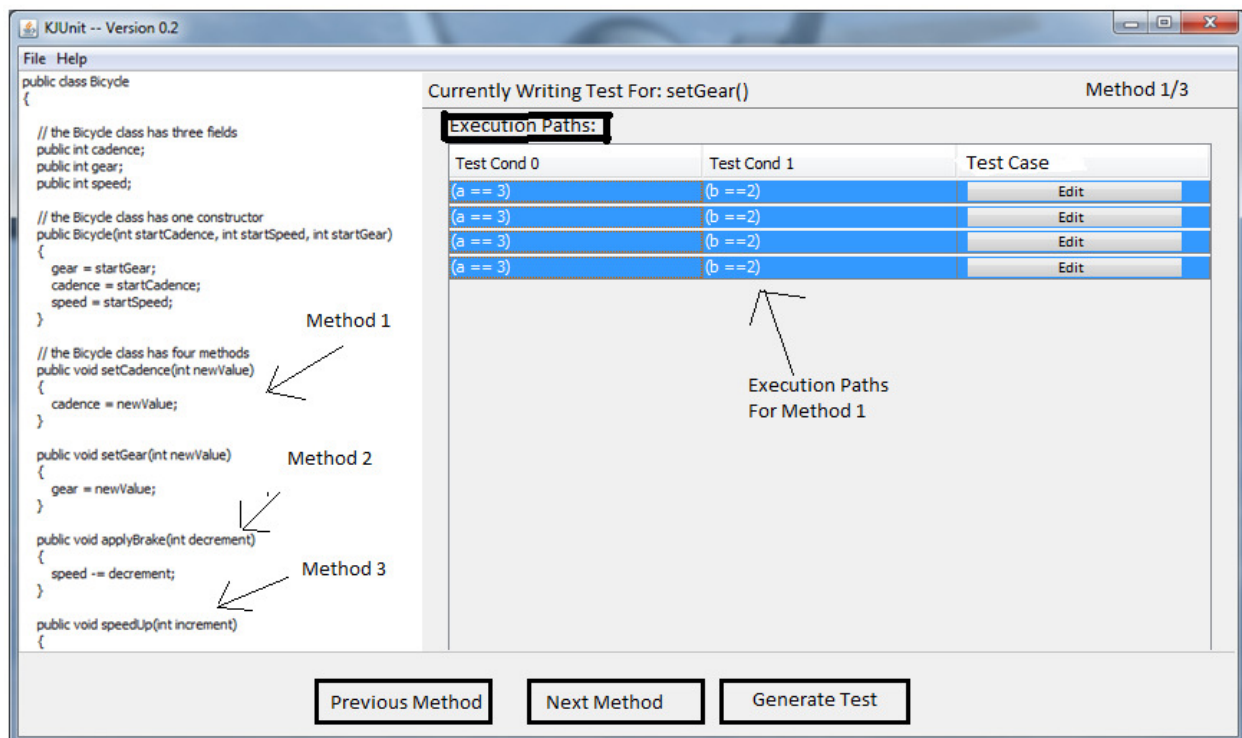 KJUnit -- Version 0.2
File Help
public class Bicycle
{
// the Bicycle class has three fields
public int cadence;
public int gear;
public int speed;
// the Bicycle class has one constructor
public Bicycle(int startCadence, int startSpeed, int startGear)
{
gear = startGear;
cadence = startCadence;
speed = startSpeed;
}
// the Bicycle class has four methods
public void setCadence(int newValue)
{
cadence = newValue;
}
public void setGear(int newValue)
{
gear = newValue;
}
public void applyBrake(int decrement)
{
speed -= decrement;
}
public void speedUp(int increment)
{
Method 1
Method 2
Method 3
Currently Writing Test For: setGear()
Method 1/3
Execution Paths:
Test Cond 0 Test Cond 1 Test Case
(a == 3) (b ==2) Edit
(a == 3) (b ==2) Edit
(a == 3) (b ==2) Edit
(a == 3) (b ==2) Edit
Execution Paths
For Method 1
Previous Method
Next Method
Generate Test